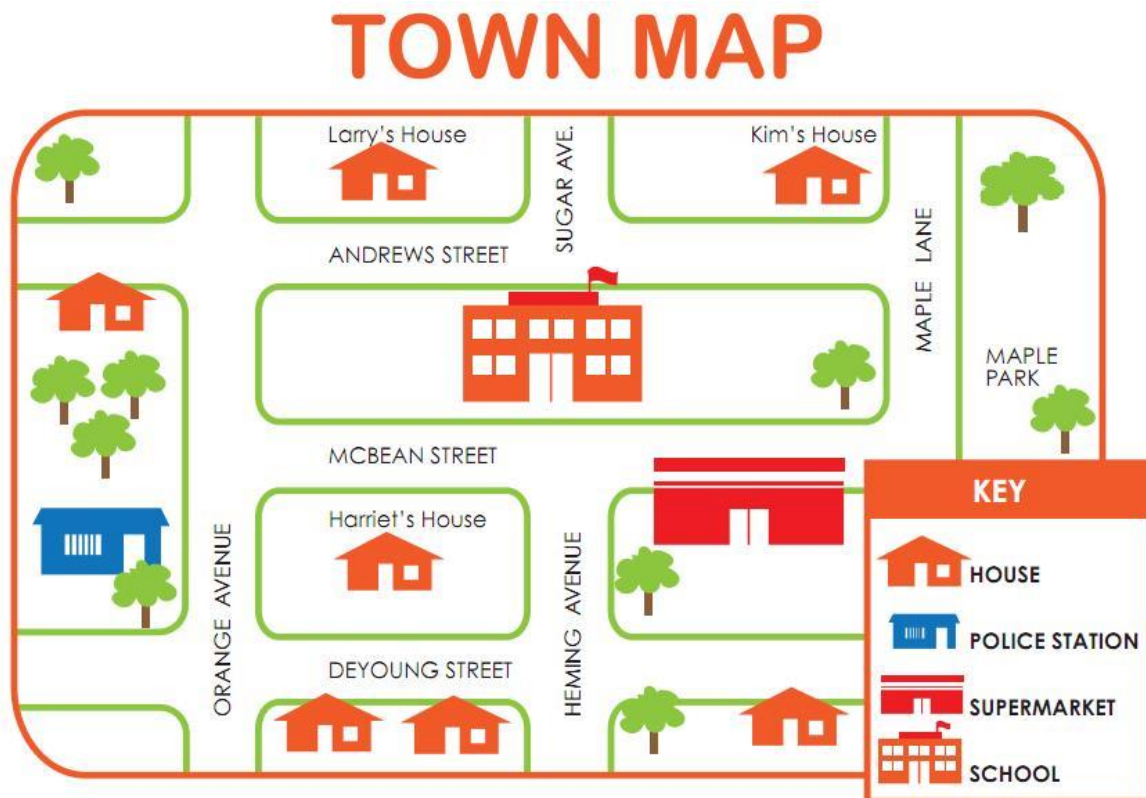 TOWN MAP
Larry's House
SUGAR AVE.
Kim's House
ANDREWS STREET
MAPLE LANE
MAPLE
PARK
MCBEAN STREET
Harriet's House
ORANGE AVENUE
HEMING AVENUE
DEYOUNG STREET
KEY
HOUSE
POLICE STATION
SUPERMARKET
SCHOOL